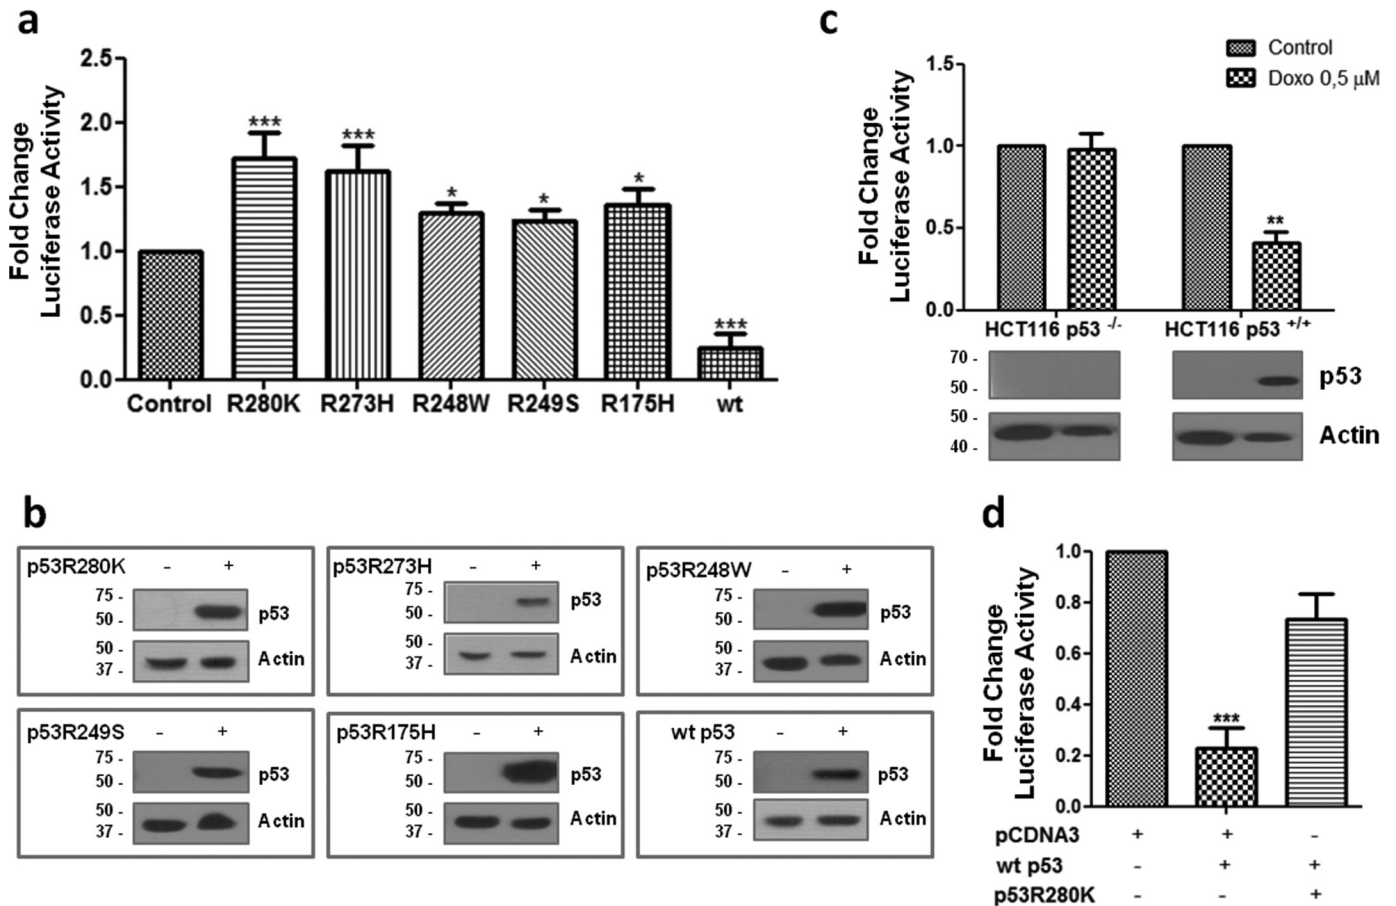 a
Fold Change
Luciferase Activity
2.5
2.0
1.5
1.0
0.5
0.0
*** *** * * * ***
Control R280K R273H R248W R249S R175H wt
c
Control
Doxo 0,5 µM
Fold Change
Luciferase Activity
1.5
1.0
0.5
0.0
**
HCT116 p53 -/- HCT116 p53 +/+
70 -
50 -
p53
50 -
40 -
Actin
b
p53R280K - +
75 -
50 -
p53
50 -
37 -
Actin
p53R273H - +
75 -
50 -
p53
50 -
37 -
Actin
p53R248W - +
75 -
50 -
p53
50 -
37 -
Actin
p53R249S - +
75 -
50 -
p53
50 -
37 -
Actin
p53R175H - +
75 -
50 -
p53
50 -
37 -
Actin
wt p53 - +
75 -
50 -
p53
50 -
37 -
Actin
d
Fold Change
Luciferase Activity
1.0
0.8
0.6
0.4
0.2
0.0
***
pCDNA3 + + -
wt p53 - + +
p53R280K - - +